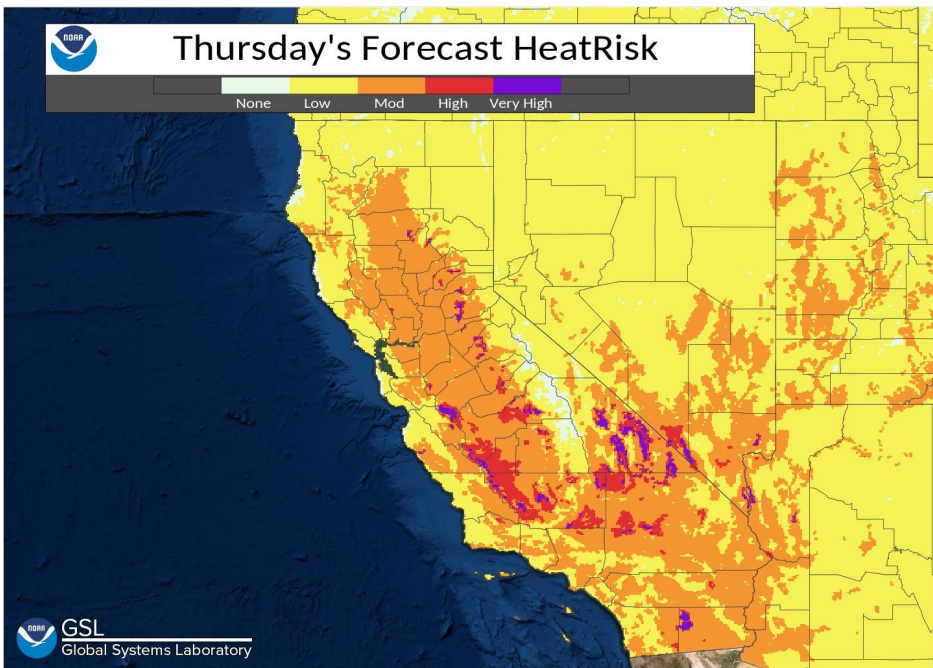 NOAA
Thursday's Forecast HeatRisk
None Low Mod High Very High
NOAA
GSL
Global Systems Laboratory